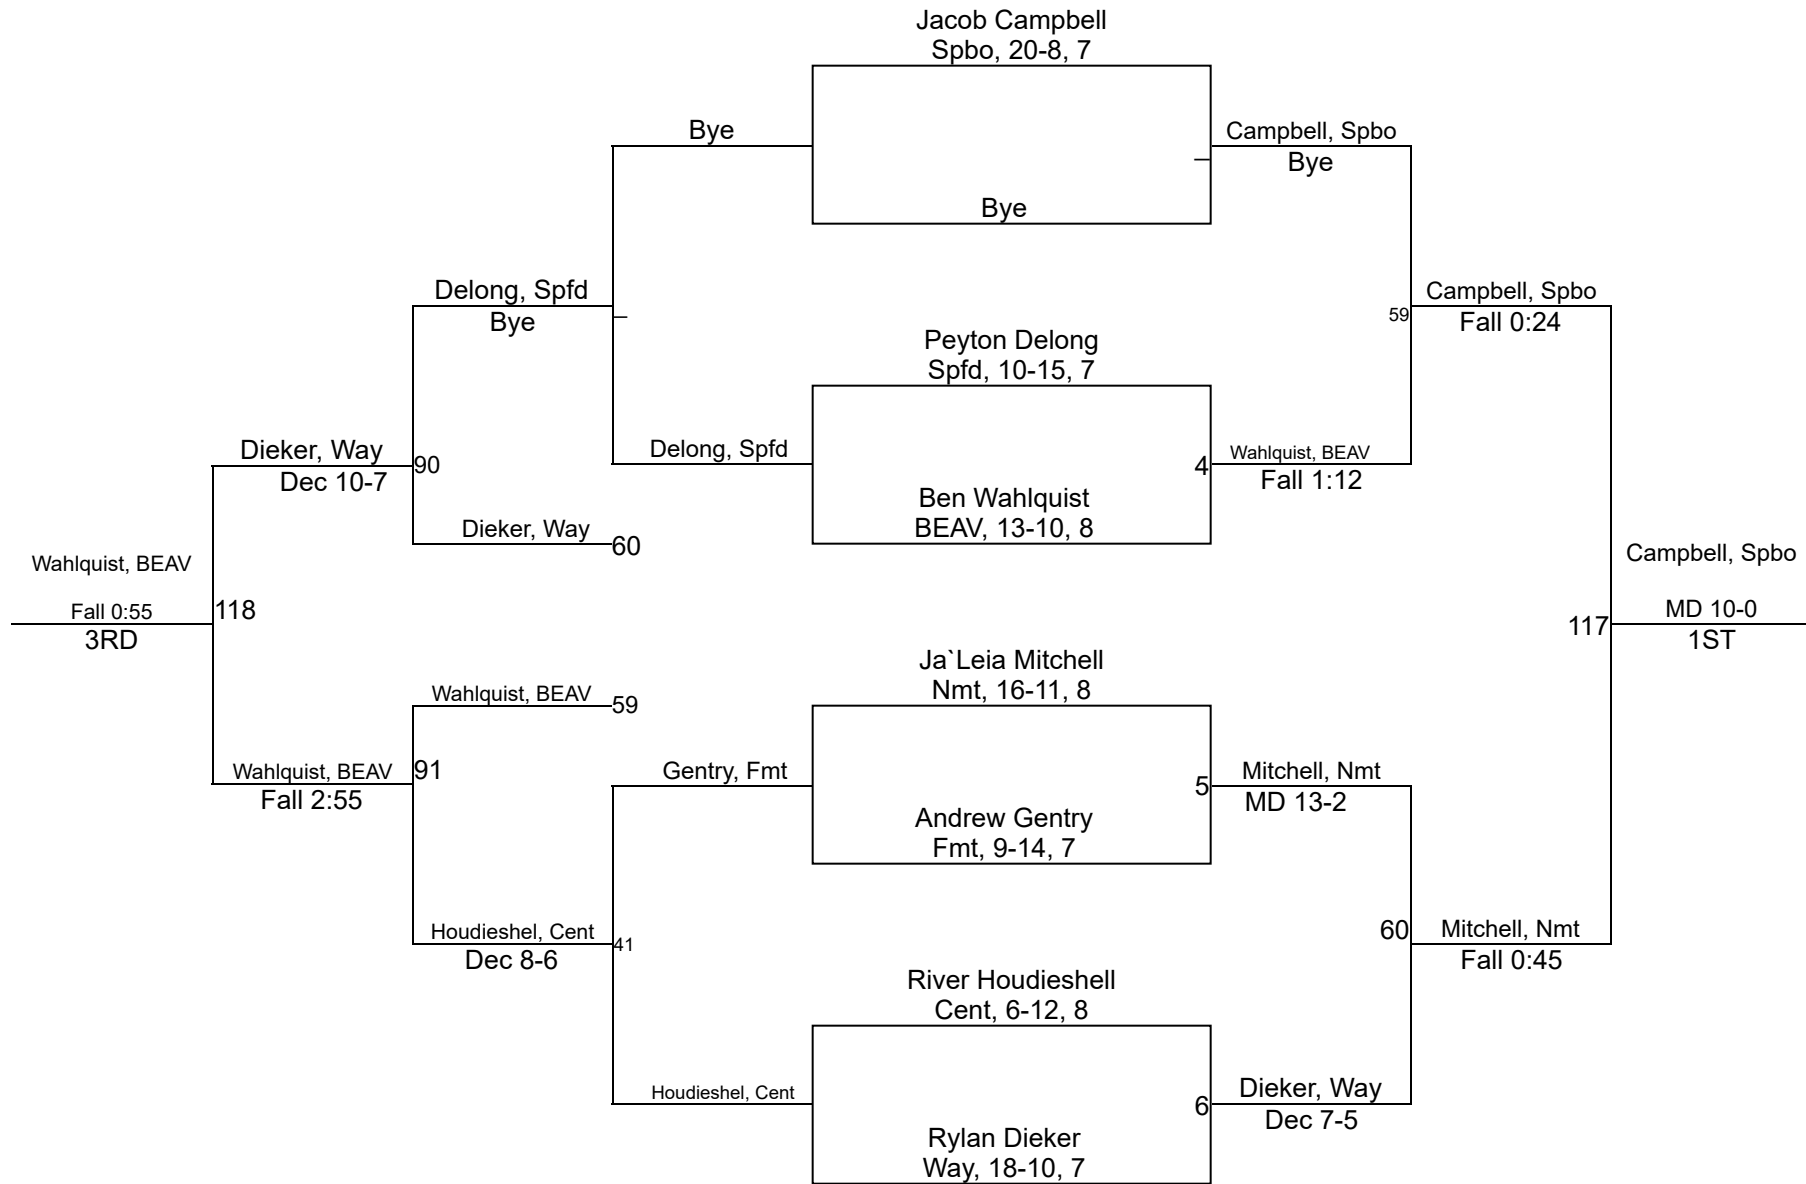 Jacob Campbell
Spbo, 20-8, 7
Bye
Campbell, Spbo
Bye
Bye
Delong, Spfd
Bye
Campbell, Spbo
59
Fall 0:24
Peyton Delong
Spfd, 10-15, 7
Dieker, Way
90
Dec 10-7
Delong, Spfd
4
Wahlquist, BEAV
Fall 1:12
Ben Wahlquist
BEAV, 13-10, 8
Dieker, Way
60
Wahlquist, BEAV
Fall 0:55
118
3RD
Campbell, Spbo
117
MD 10-0
1ST
Ja`Leia Mitchell
Nmt, 16-11, 8
Wahlquist, BEAV
59
Wahlquist, BEAV
91
Fall 2:55
Gentry, Fmt
5
Mitchell, Nmt
MD 13-2
Andrew Gentry
Fmt, 9-14, 7
Houdieshel, Cent
41
Dec 8-6
60
Mitchell, Nmt
Fall 0:45
River Houdieshell
Cent, 6-12, 8
Houdieshel, Cent
6
Dieker, Way
Dec 7-5
Rylan Dieker
Way, 18-10, 7